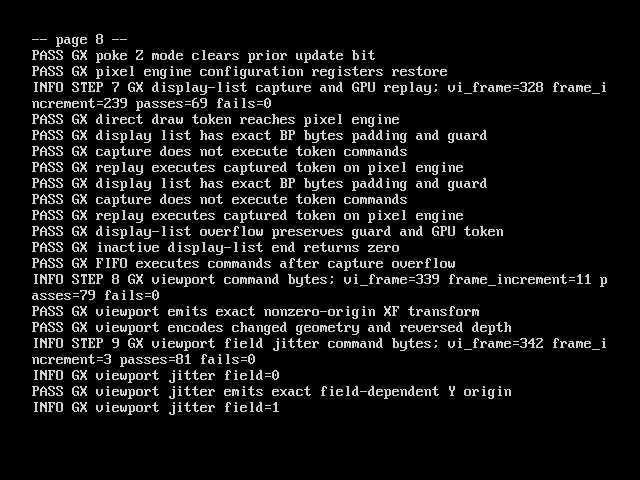 -- page 8 --
PASS GX poke Z mode clears prior update bit
PASS GX pixel engine configuration registers restore
INFO STEP 7 GX display-list capture and GPU replay; vi_frame=328 frame_i
ncrement=239 passes=69 fails=0
PASS GX direct draw token reaches pixel engine
PASS GX display list has exact BP bytes padding and guard
PASS GX capture does not execute token commands
PASS GX replay executes captured token on pixel engine
PASS GX display list has exact BP bytes padding and guard
PASS GX capture does not execute token commands
PASS GX replay executes captured token on pixel engine
PASS GX display-list overflow preserves guard and GPU token
PASS GX inactive display-list end returns zero
PASS GX FIFO executes commands after capture overflow
INFO STEP 8 GX viewport command bytes; vi_frame=339 frame_increment=11 p
asses=79 fails=0
PASS GX viewport emits exact nonzero-origin XF transform
PASS GX viewport encodes changed geometry and reversed depth
INFO STEP 9 GX viewport field jitter command bytes; vi_frame=342 frame_i
ncrement=3 passes=81 fails=0
INFO GX viewport jitter field=0
PASS GX viewport jitter emits exact field-dependent Y origin
INFO GX viewport jitter field=1